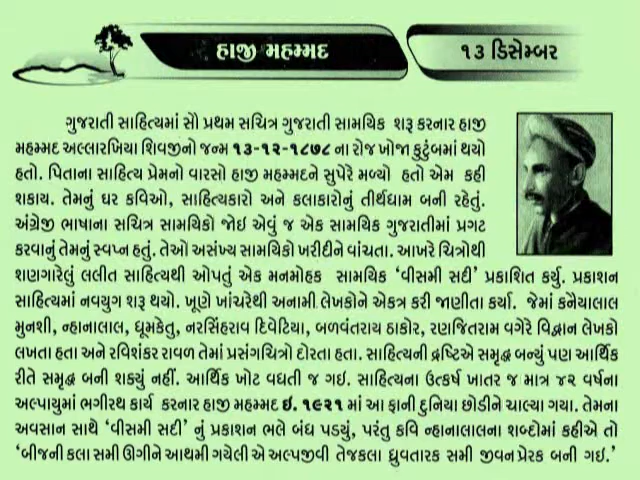 હાજી મહમ્મદ
૧૩ ડિસેમ્બર
ગુજરાતી સાહિત્યમાં સૌ પ્રથમ સચિત્ર ગુજરાતી સામયિક શરૂ કરનાર હાજી
મહમ્મદ અલ્લારખિયા શિવજીનો જન્મ ૧૩-૧૨-૧૮૭૮ ના રોજ ખોજા કુટુંબમાં થયો
હતો. પિતાના સાહિત્ય પ્રેમનો વારસો હાજી મહમ્મદને સુપેરે મળ્યો હતો એમ કહી
શકાય. તેમનું ઘર કવિઓ, સાહિત્યકારો અને કલાકારોનું તીર્થધામ બની રહેતું.
અંગ્રેજી ભાષાના સચિત્ર સામયિકો જોઇ એવું જ એક સામયિક ગુજરાતીમાં પ્રગટ
કરવાનું તેમનું સ્વપ્ન હતું. તેઓ અસંખ્ય સામયિકો ખરીદીને વાંચતા. આખરે ચિત્રોથી
શણગારેલું લલીત સાહિત્યથી ઓપતું એક મનમોહક સામયિક ‘વીસમી સદી’ પ્રકાશિત કર્યુ. પ્રકાશન
સાહિત્યમાં નવયુગ શરૂ થયો. ખૂણે ખાંચરેથી અનામી લેખકોને એકત્ર કરી જાણીતા કર્યા. જેમાં કનૈયાલાલ
મુનશી, ન્હાનાલાલ, ધૂમકેતુ, નરસિંહરાવ દિવેટિયા, બળવંતરાય ઠાકોર, રણજિતરામ વગેરે વિદ્વાન લેખકો
લખતા હતા અને રવિશંકર રાવળ તેમાં પ્રસંગચિત્રો દોરતા હતા. સાહિત્યની દ્રષ્ટિએ સમૃદ્ધ બન્યું પણ આર્થિક
રીતે સમૃદ્ધ બની શક્યું નહીં. આર્થિક ખોટ વધતી જ ગઇ. સાહિત્યના ઉત્કર્ષ ખાતર જ માત્ર ૪૨ વર્ષના
અલ્પાયુમાં ભગીરથ કાર્ય કરનાર હાજી મહમ્મદ ઇ. ૧૯૨૧ માં આ ફાની દુનિયા છોડીને ચાલ્યા ગયા. તેમના
અવસાન સાથે ‘વીસમી સદી’ નું પ્રકાશન ભલે બંધ પડ્યું, પરંતુ કવિ ન્હાનાલાલના શબ્દોમાં કહીએ તો
‘બીજની કલા સમી ઊગીને આથમી ગયેલી એ અલ્પજીવી તેજકલા ધ્રુવતારક સમી જીવન પ્રેરક બની ગઇ.’